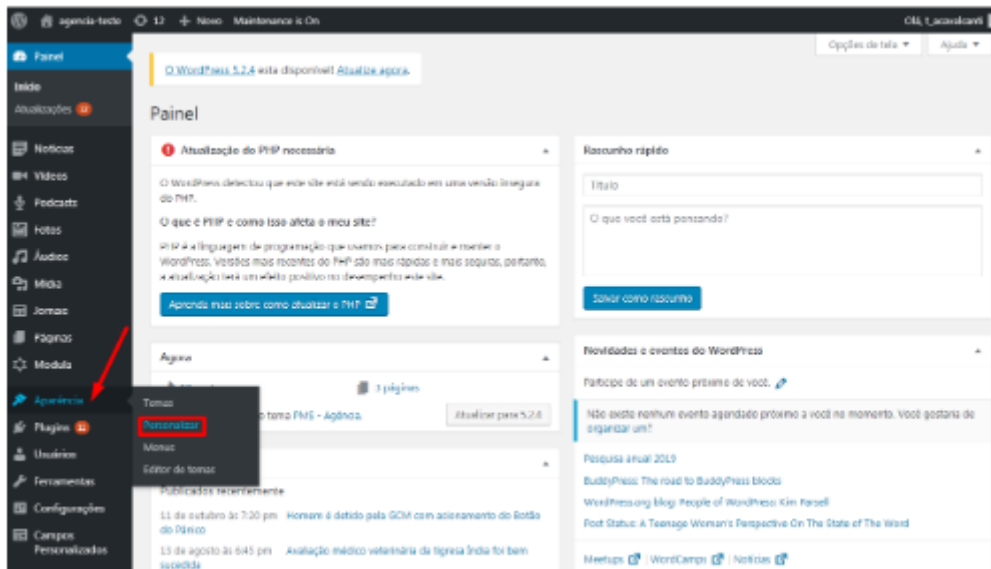 agencia-texto 12 Novo Maintenance is On Olá, t_acavalcanti
Painel
Opções de tela Ajuda
O WordPress 5.2.4 está disponível! Atualize agora.
Início
Atualizações 12
Painel
Notícias
Vídeos
Podcasts
Fotos
Áudios
Mídia
Jornais
Páginas
Modula
Aparência
Plugins 11
Usuários
Ferramentas
Configurações
Campos
Personalizados
Temas
Personalizar
Menus
Editor de temas
Atualização do PHP necessária
O WordPress detectou que este site está sendo executado em uma versão insegura
do PHP.
O que é PHP e como isso afeta o meu site?
PHP é a linguagem de programação que usamos para construir e manter o
WordPress. Versões mais recentes do PHP são mais rápidas e mais seguras, portanto,
a atualização terá um efeito positivo no desempenho este site.
Aprenda mais sobre como atualizar o PHP
Agora
3 páginas
o tema PMS - Agência.
Atualizar para 5.2.4
Publicados recentemente
11 de outubro às 7:20 pm Homem é detido pela GCM com acionamento do Botão
do Pânico
13 de agosto às 6:45 pm Avaliação médico veterinária da tigresa Índia foi bem
sucedida
Rascunho rápido
Título
O que você está pensando?
Salvar como rascunho
Novidades e eventos do WordPress
Participe de um evento próximo de você.
Não existe nenhum evento agendado próximo a você no momento. Você gostaria de
organizar um?
Pesquisa anual 2019
BuddyPress: The road to BuddyPress blocks
WordPress.org blog: People of WordPress: Kim Parsell
Post Status: A Teenage Woman's Perspective On The State of The Word
Meetups | WordCamps | Notícias